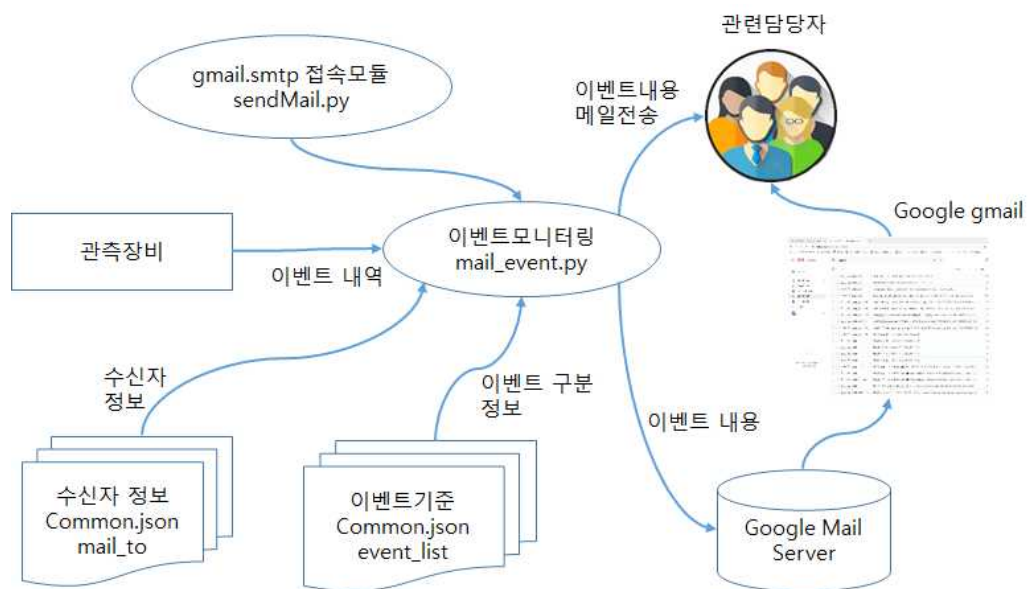 관련담당자
gmail.smtp 접속모듈
sendMail.py
이벤트내용
메일전송
Google gmail
관측장비
이벤트모니터링
mail_event.py
이벤트 내역
수신자
정보
이벤트 구분
정보
이벤트 내용
수신자 정보
Common.json
mail_to
이벤트기준
Common.json
event_list
Google Mail
Server